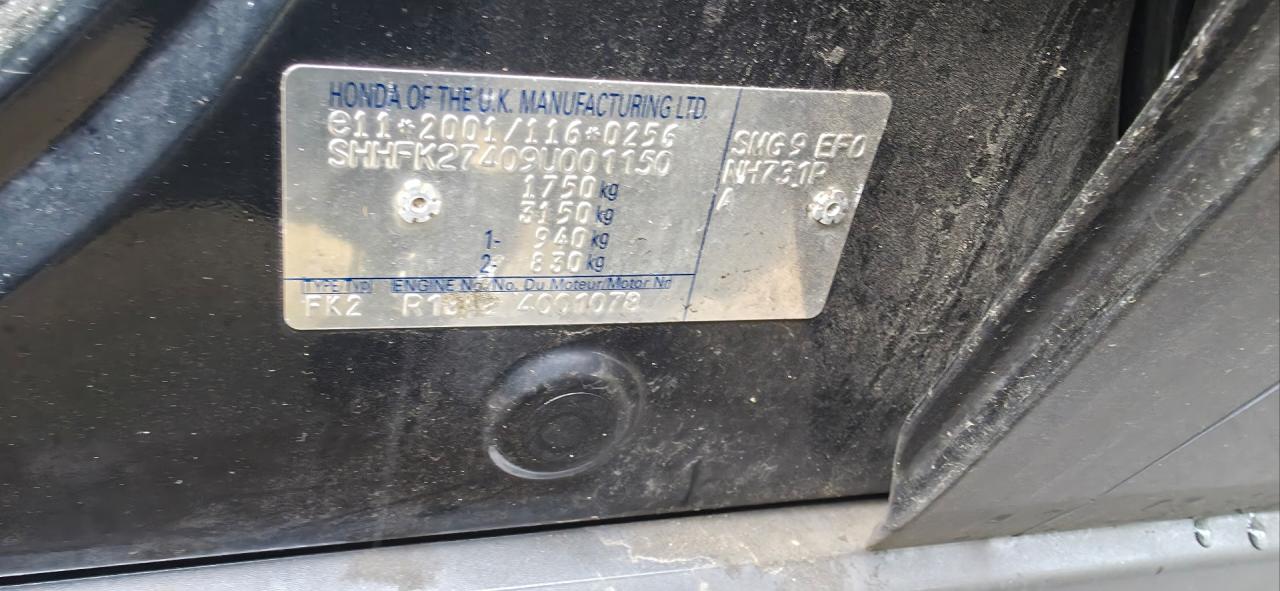 HONDA OF THE U.K. MANUFACTURING LTD.
e11*2001/116*0256
SHHFK27409U001150
1750 kg
3150 kg
1- 940 kg
2- 830 kg
TYPE/TYP/ ENGINE No./No. Du Moteur/Motor Nr
FK2 4001078
SMG9 EF0
NH731P
A